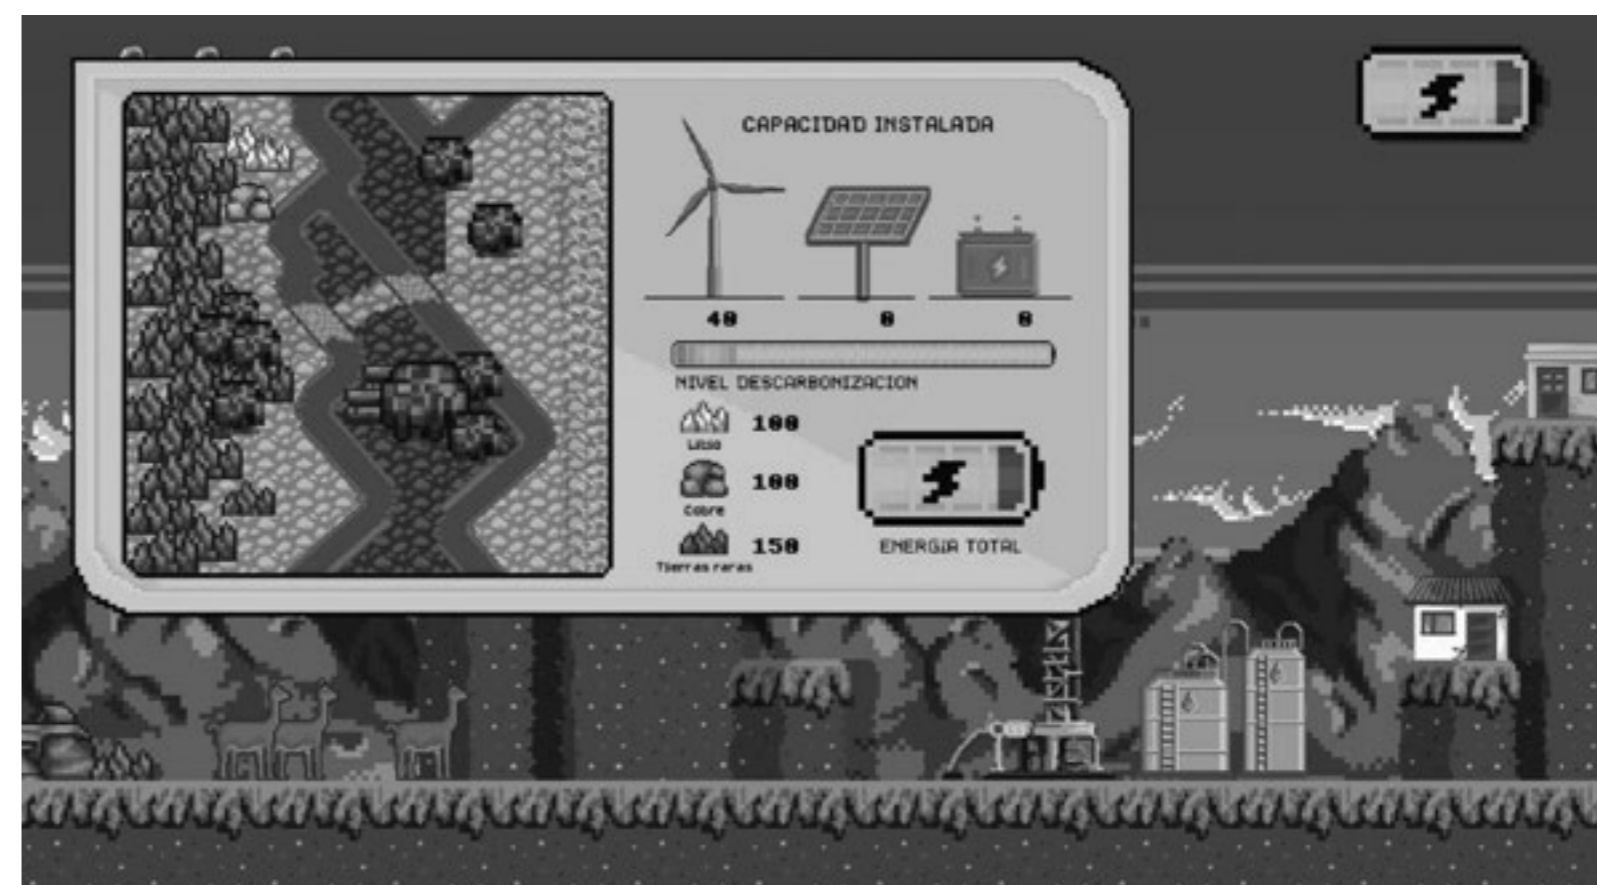 CAPACIDAD INSTALADA
40 0 0
NIVEL DESCARBONIZACION
100
Litio
100
Cobre
150
Tierras raras
ENERGIA TOTAL